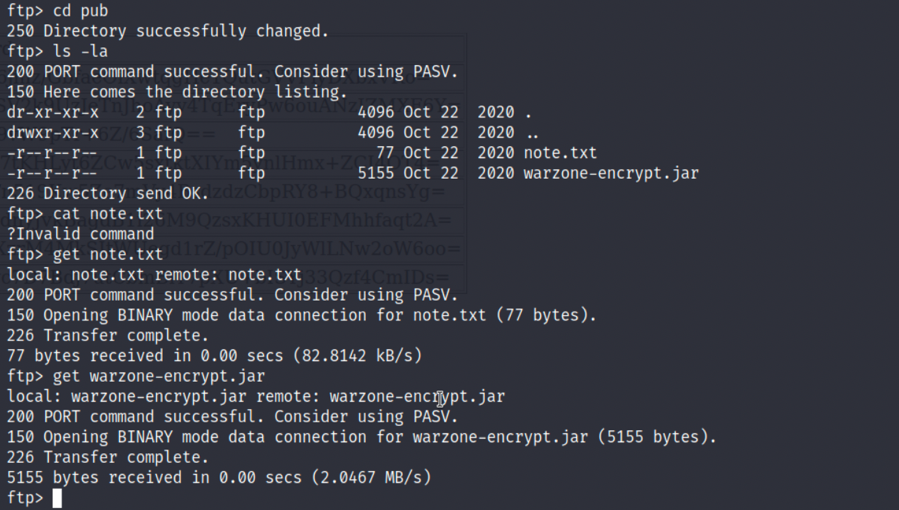 ftp> cd pub
250 Directory successfully changed.
ftp> ls -la
200 PORT command successful. Consider using PASV.
150 Here comes the directory listing.
dr-xr-xr-x    2 ftp      ftp          4096 Oct 22  2020 .
drwxr-xr-x    3 ftp      ftp          4096 Oct 22  2020 ..
-r--r--r--    1 ftp      ftp            77 Oct 22  2020 note.txt
-r--r--r--    1 ftp      ftp          5155 Oct 22  2020 warzone-encrypt.jar
226 Directory send OK.
ftp> cat note.txt
?Invalid command
ftp> get note.txt
local: note.txt remote: note.txt
200 PORT command successful. Consider using PASV.
150 Opening BINARY mode data connection for note.txt (77 bytes).
226 Transfer complete.
77 bytes received in 0.00 secs (82.8142 kB/s)
ftp> get warzone-encrypt.jar
local: warzone-encrypt.jar remote: warzone-encrypt.jar
200 PORT command successful. Consider using PASV.
150 Opening BINARY mode data connection for warzone-encrypt.jar (5155 bytes).
226 Transfer complete.
5155 bytes received in 0.00 secs (2.0467 MB/s)
ftp>